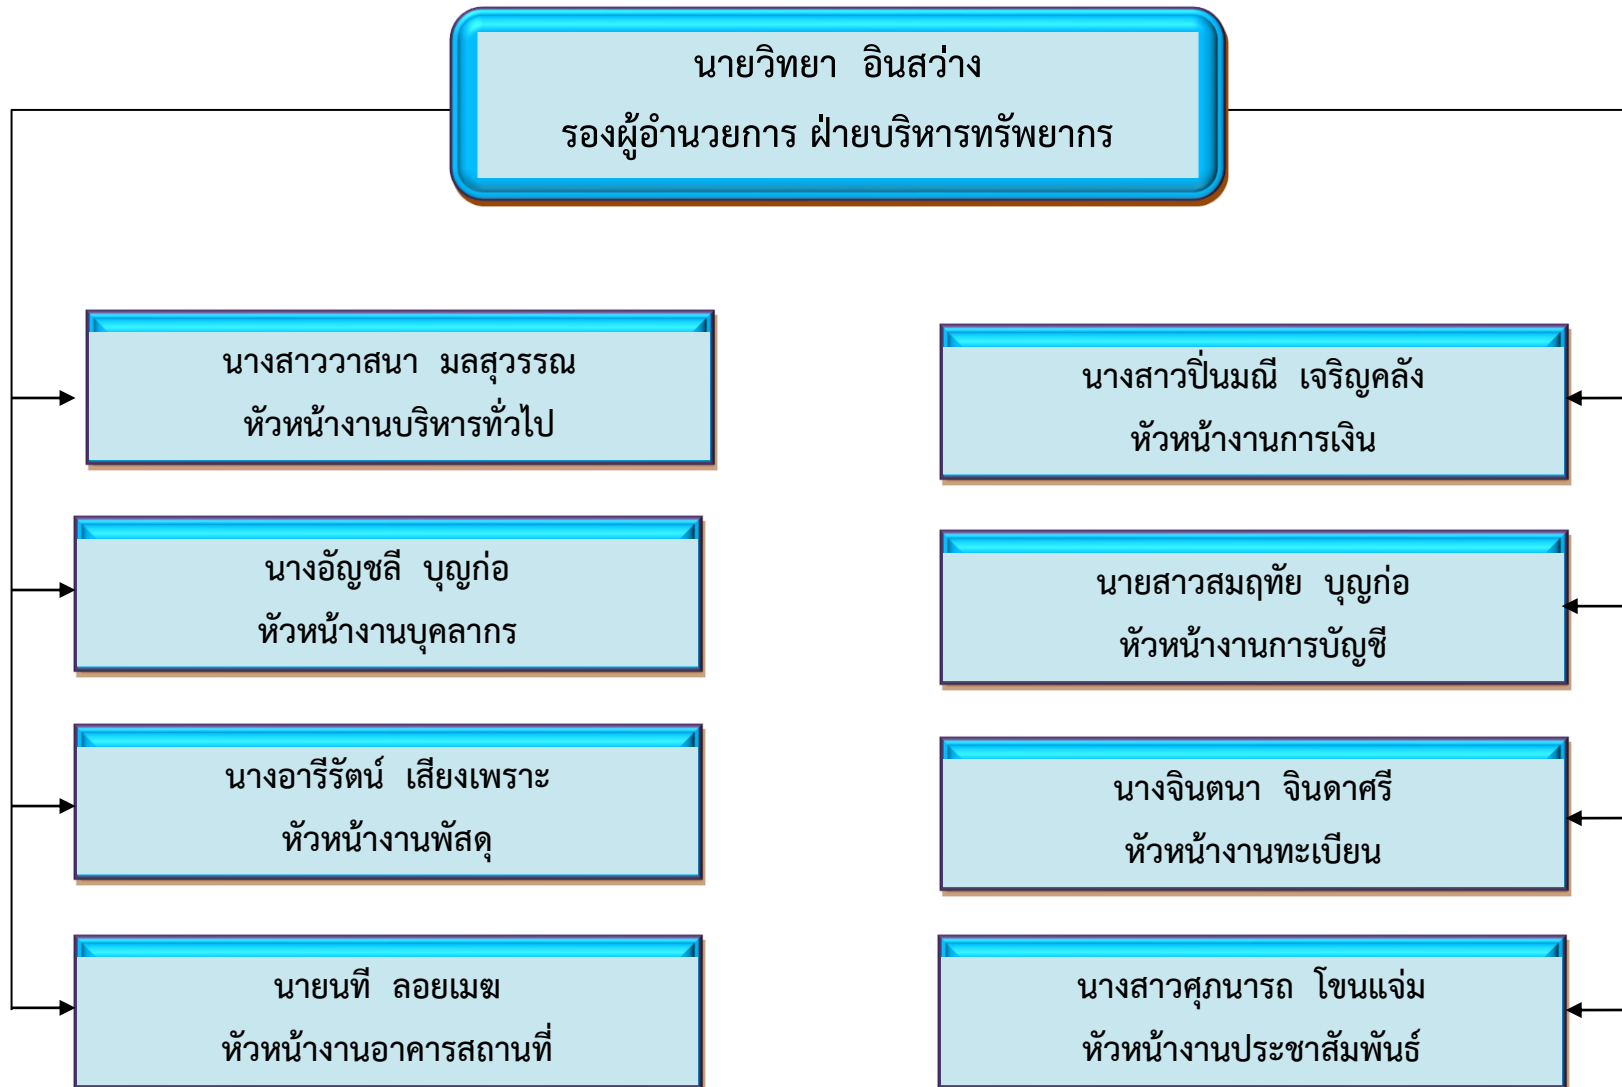 นายวิทยา อินสว่าง
รองผู้อำนวยการ ฝ่ายบริหารทรัพยากร
นางสาววาสนา มลสุวรรณ
หัวหน้างานบริหารทั่วไป
นางอัญชลี บุญก่อ
หัวหน้างานบุคลากร
นางอารีรัตน์ เสียงเพราะ
หัวหน้างานพัสดุ
นายนที ลอยเมฆ
หัวหน้างานอาคารสถานที่
นางสาวปิ่นมณี เจริญคลัง
หัวหน้างานการเงิน
นายสาวสมฤทัย บุญก่อ
หัวหน้างานการบัญชี
นางจินตนา จินดาศรี
หัวหน้างานทะเบียน
นางสาวศุภนารถ โขนแจ่ม
หัวหน้างานประชาสัมพันธ์